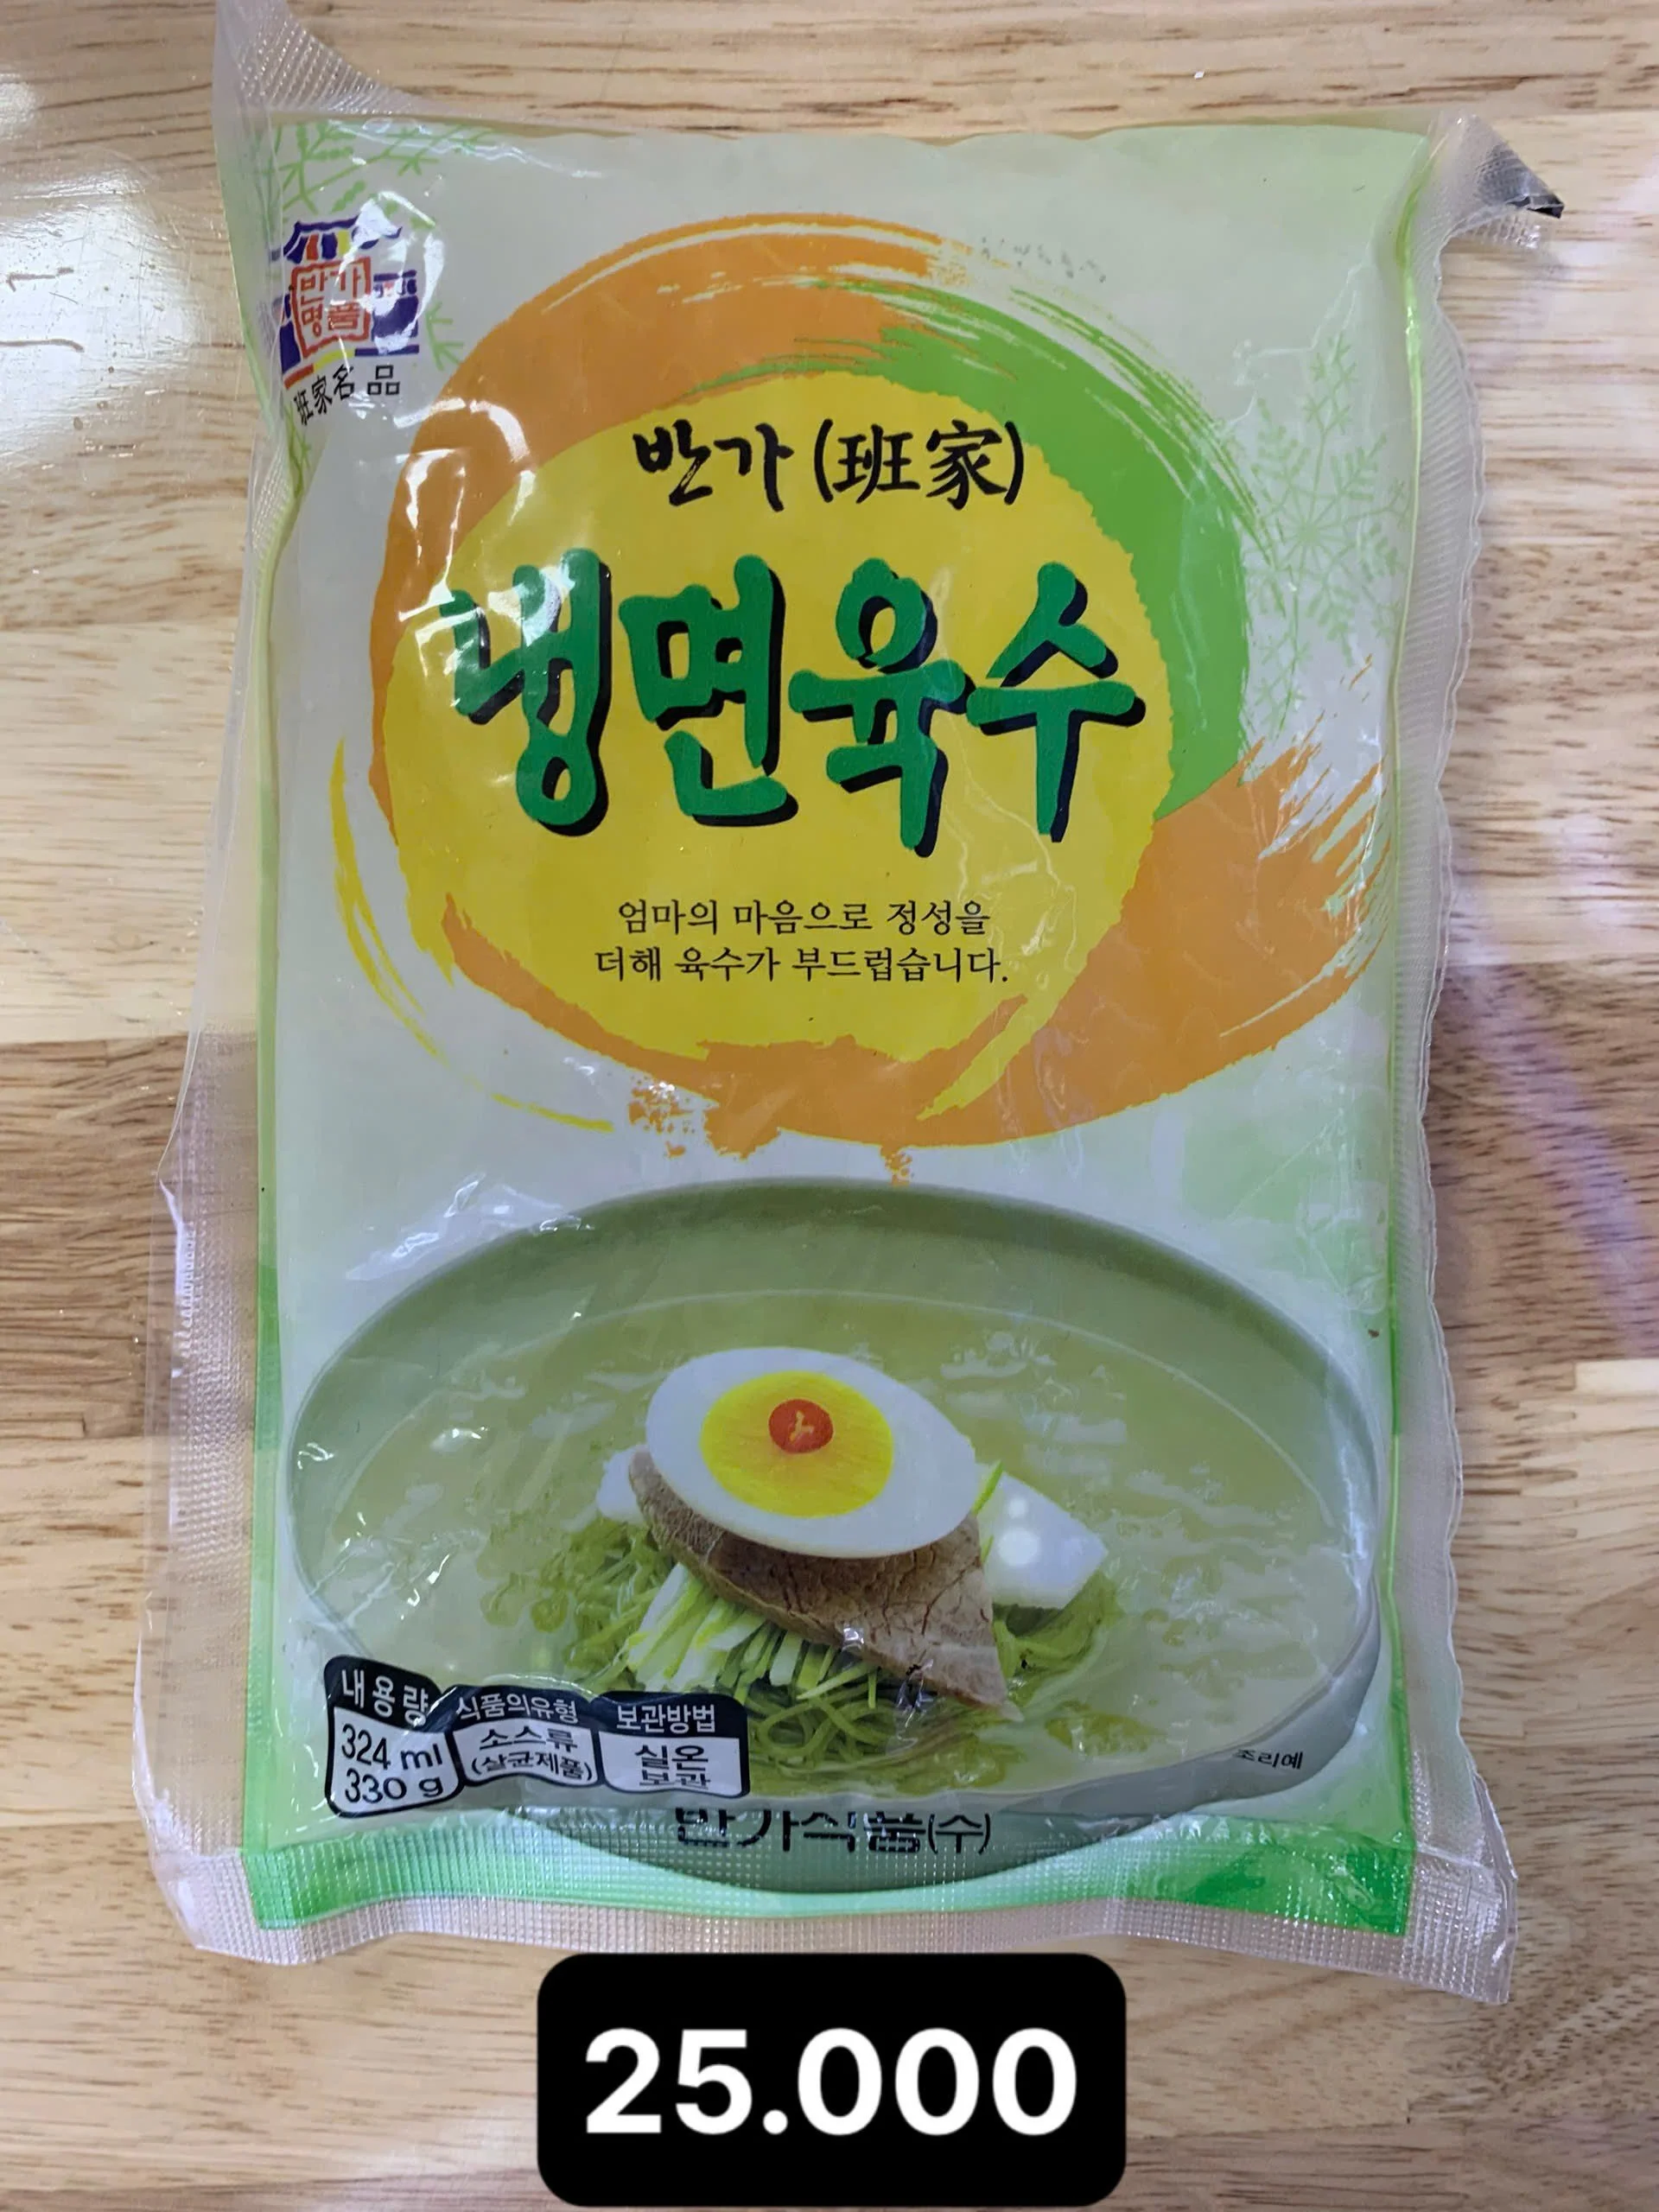 반가
명품
班家名品
반가(班家)
냉면육수
엄마의 마음으로 정성을
더해 육수가 부드럽습니다.
내용량
324 ml
330 g
식품의유형
소스류
(살균제품)
보관방법
실온
보관
조리예
반가식품(수)
25.000